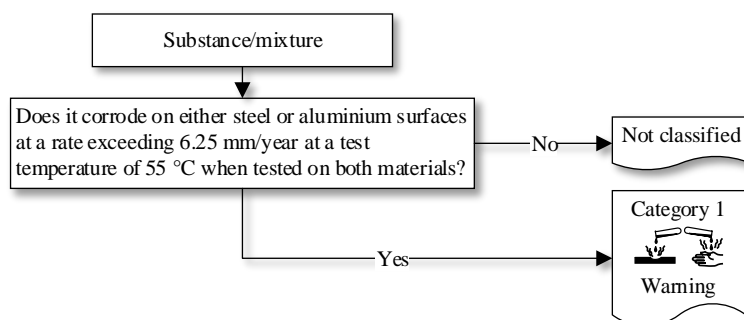 Substance/mixture
Does it corrode on either steel or aluminium surfaces
at a rate exceeding 6.25 mm/year at a test
temperature of 55 °C when tested on both materials?
No
Not classified
Yes
Category 1
Warning